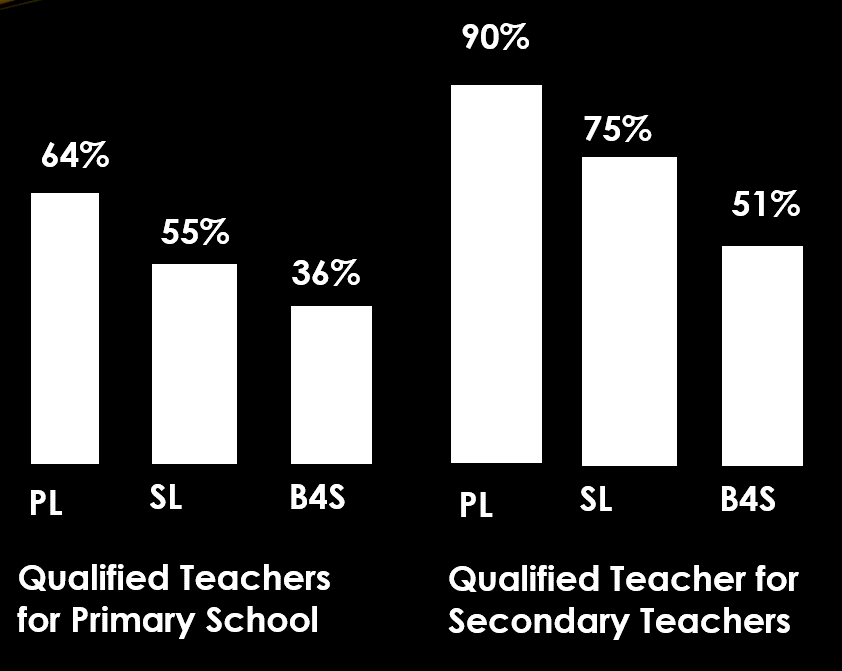 90%
75%
64%
51%
55%
36%
PL
SL
B4S
PL
SL
B4S
Qualified Teachers
for Primary School
Qualified Teacher for
Secondary Teachers